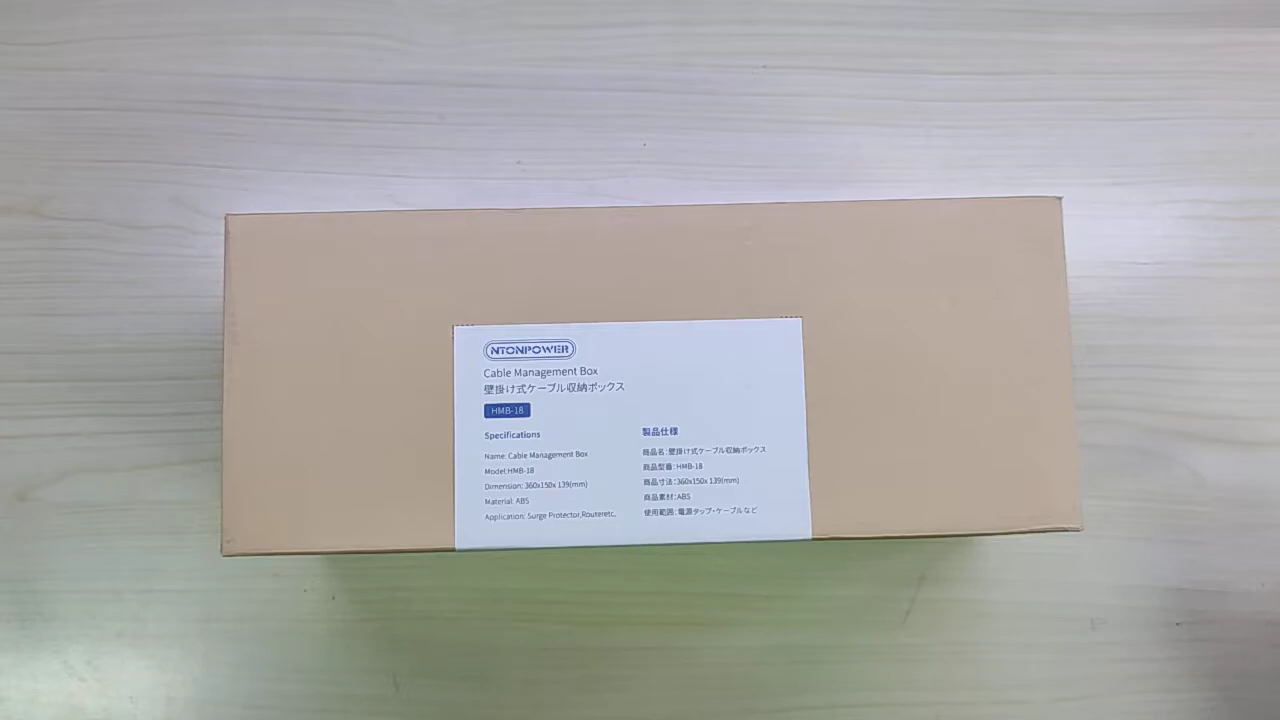 NTONPOWER
Cable Management Box
壁掛け式ケーブル収納ボックス
HMB-18
Specifications
Name: Cable Management Box
Model:HMB-18
Dimension: 360x150x 139(mm)
Material: ABS
Application: Surge Protector,Routeretc.
製品仕様
商品名:壁掛け式ケーブル収納ボックス
商品型番:HMB-18
商品寸法:360x150x 139(mm)
商品素材:ABS
使用範囲:電源タップ・ケーブルなど